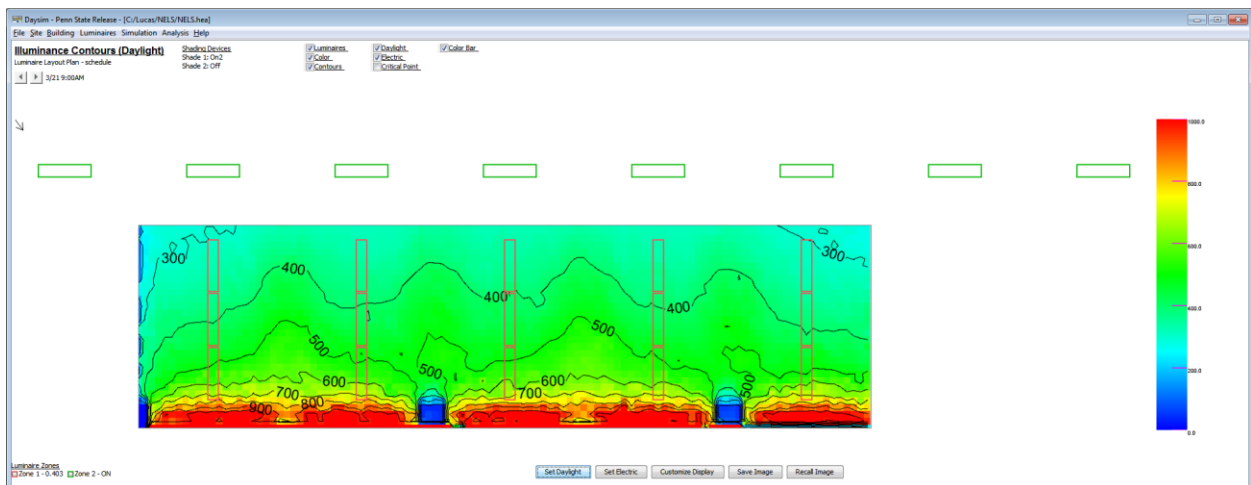 Daysim - Penn State Release - [C:/Lucas/NELS/NELS.hea]
File Site Building Luminaires Simulation Analysis Help
Illuminance Contours (Daylight)
Luminaire Layout Plan - schedule
3/21 9:00AM
Shading Devices
Shade 1: On2
Shade 2: Off
Luminaires Daylight Color Bar
Color Electric
Contours Critical Point
1000.0
800.0
600.0
400.0
200.0
0.0
300
400
400
400
300
500
500
500
500
600
600
700
700
800
900
Luminaire Zones
Zone 1 - 0.403 Zone 2 - ON
Set Daylight Set Electric Customize Display Save Image Recall Image